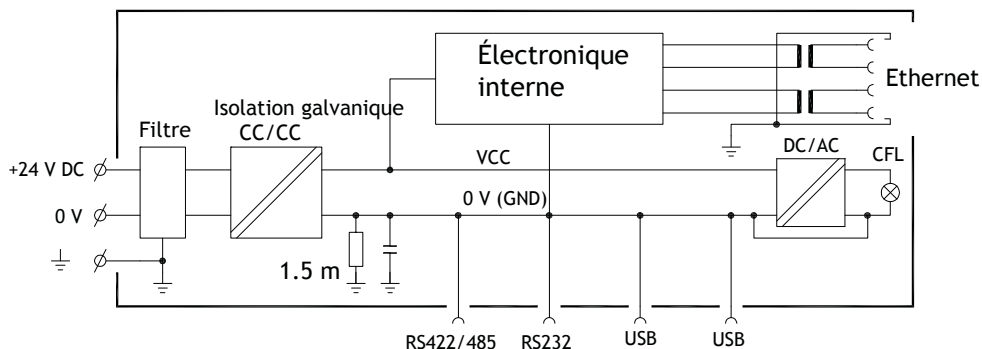 Électronique
interne
Ethernet
Isolation galvanique
CC/CC
Filtre
DC/AC
CFL
+24 V DC
VCC
0 V
0 V (GND)
1.5 m
RS422/485
RS232
USB
USB